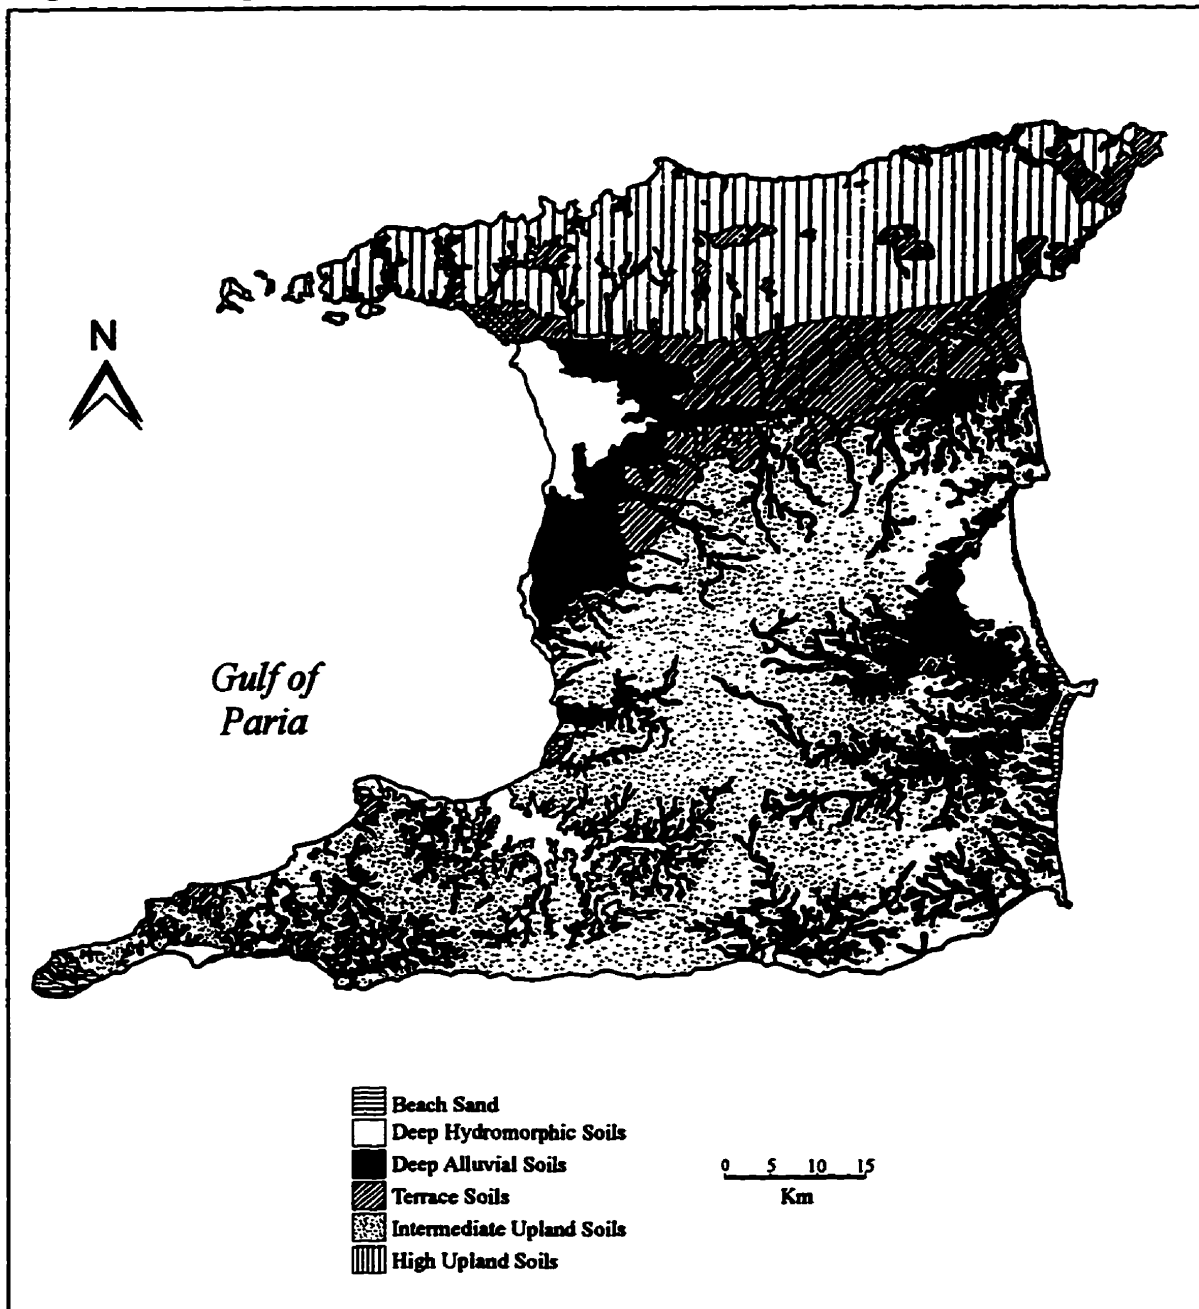 N
Gulf of
Paria
Beach Sand
Deep Hydromorphic Soils
Deep Alluvial Soils
Terrace Soils
Intermediate Upland Soils
High Upland Soils
0 5 10 15
Km